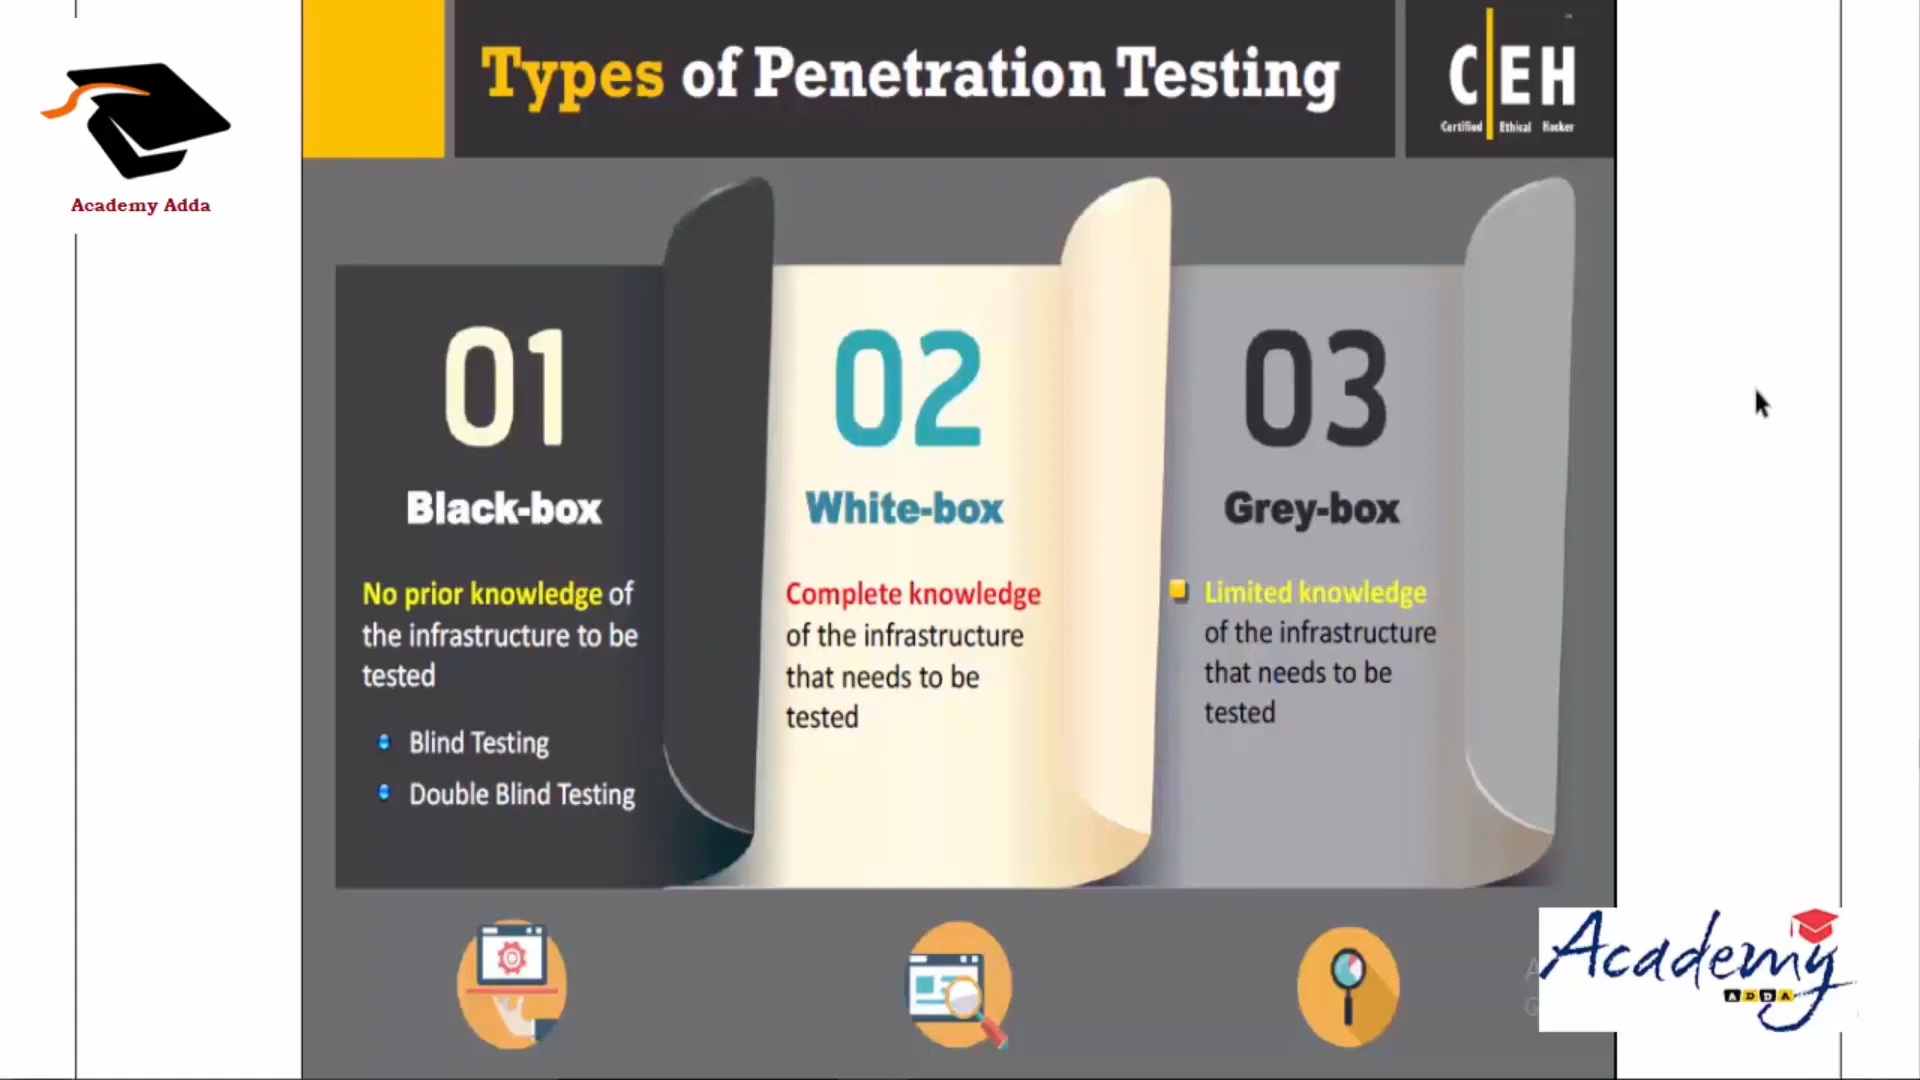 Academy Adda
Types of Penetration Testing
C EH
Certified Ethical Hacker
01
Black-box
No prior knowledge of
the infrastructure to be
tested
Blind Testing
Double Blind Testing
02
White-box
Complete knowledge
of the infrastructure
that needs to be
tested
03
Grey-box
Limited knowledge
of the infrastructure
that needs to be
tested
Academy
ADDA